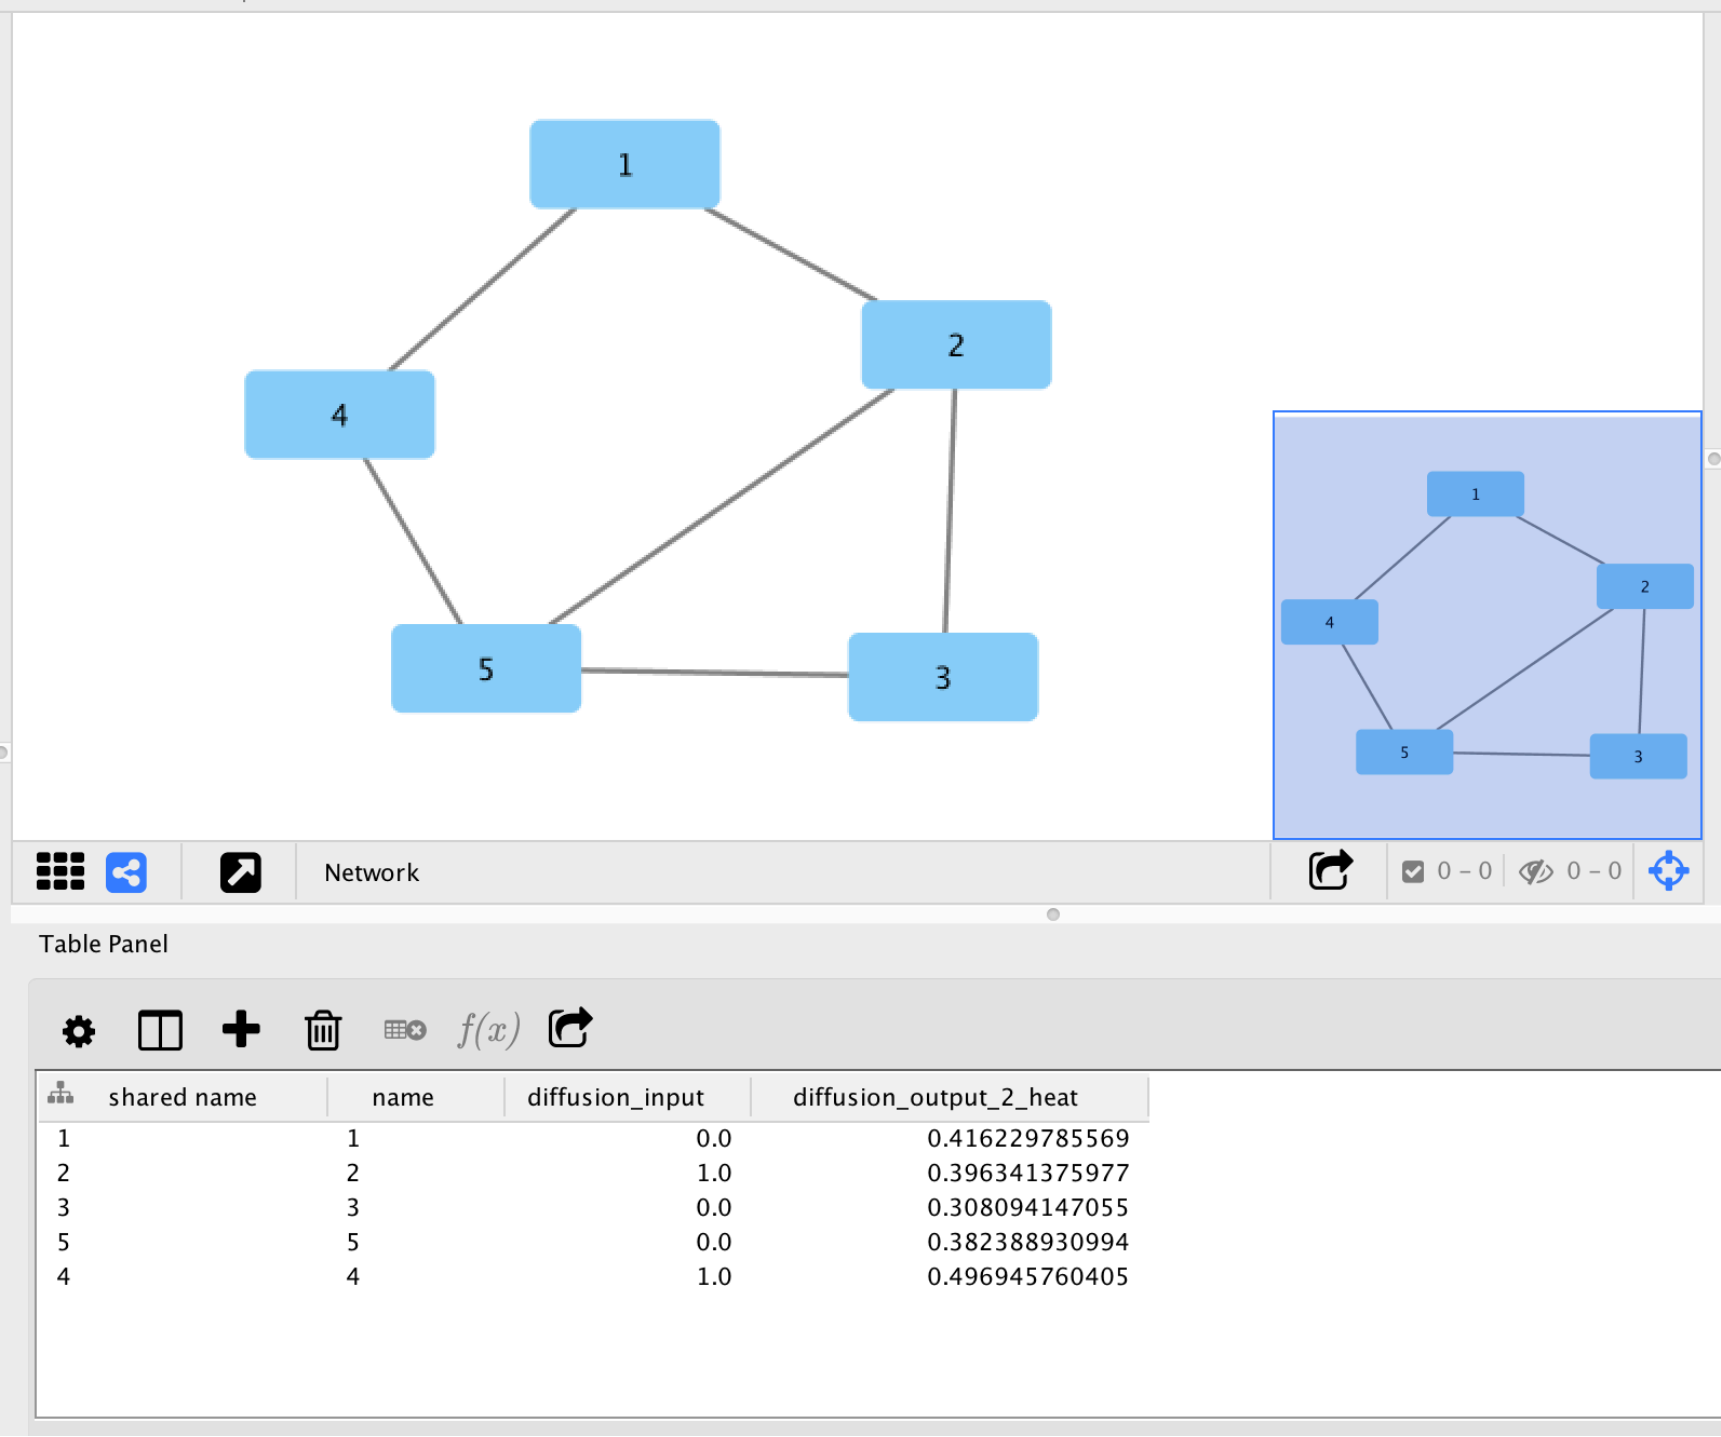 1
2
4
5
3
1
2
4
5
3
Network
0 – 0
0 – 0
Table Panel
f(x)
shared name name diffusion_input diffusion_output_2_heat
1 1 0.0 0.416229785569
2 2 1.0 0.396341375977
3 3 0.0 0.308094147055
5 5 0.0 0.382388930994
4 4 1.0 0.496945760405